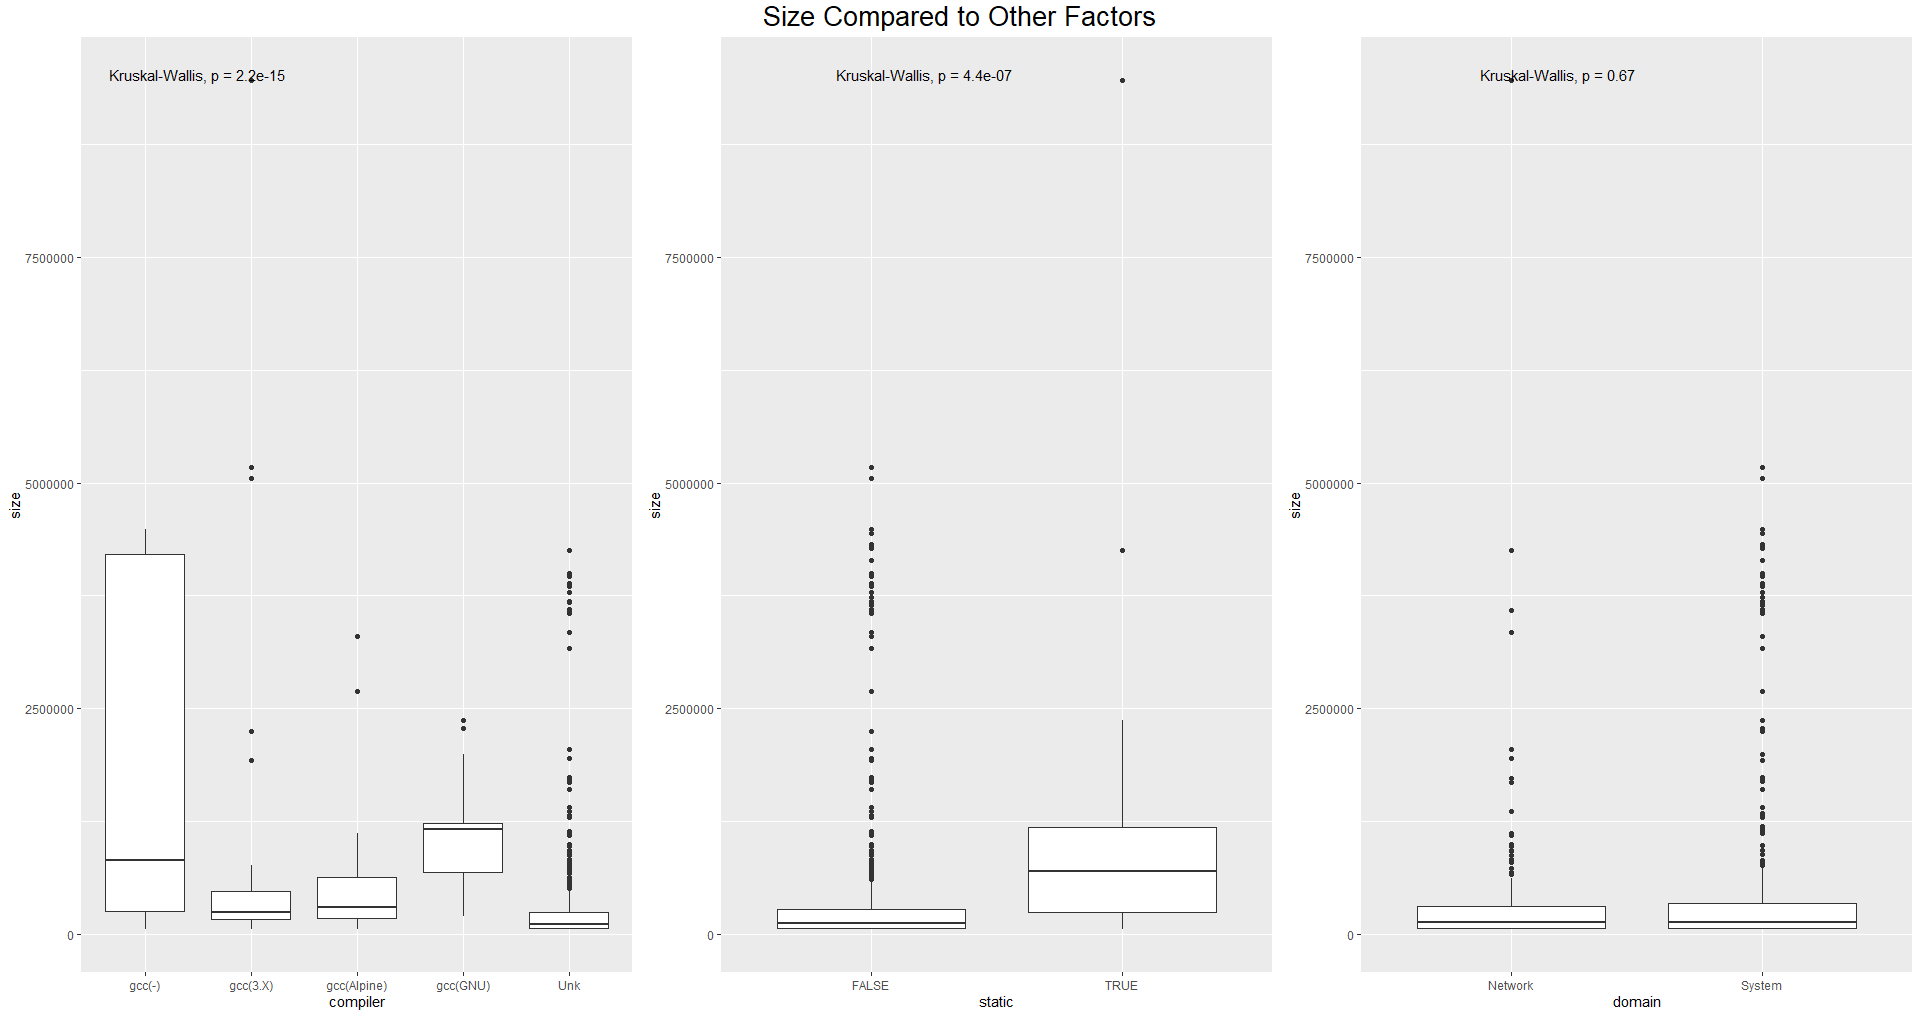 Size Compared to Other Factors
Kruskal-Wallis, p = 2.2e-15
7500000
5000000
2500000
0
size
gcc(-)
gcc(3.X)
gcc(Alpine)
gcc(GNU)
Unk
compiler
Kruskal-Wallis, p = 4.4e-07
7500000
5000000
2500000
0
size
FALSE
TRUE
static
Kruskal-Wallis, p = 0.67
7500000
5000000
2500000
0
size
Network
System
domain